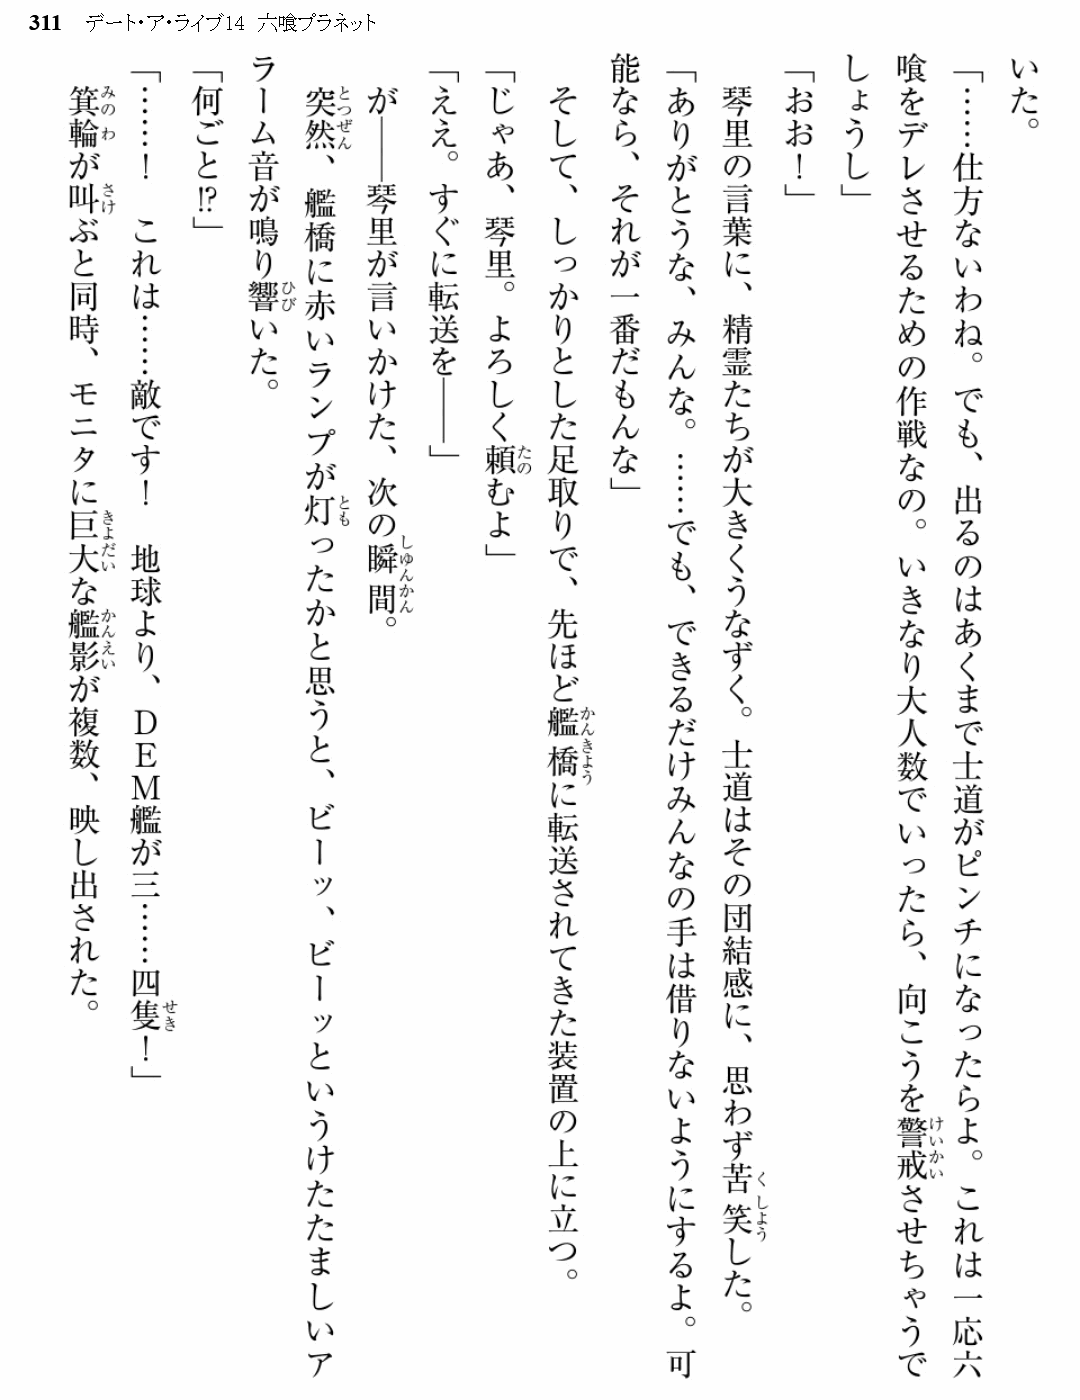 311 デート・ア・ライブ14 六喰プラネット
いた。
「……仕方ないわね。でも、出るのはあくまで士道がピンチになったらよ。これは一応六
喰をデレさせるための作戦なの。いきなり大人数でいったら、向こうを警戒させちゃうで
しょうし」
「おお！」
琴里の言葉に、精霊たちが大きくうなずく。士道はその団結感に、思わず苦笑した。
「ありがとうな、みんな。……でも、できるだけみんなの手は借りないようにするよ。可
能なら、それが一番だもんな」
そして、しっかりとした足取りで、先ほど艦橋に転送されてきた装置の上に立つ。
「じゃあ、琴里。よろしく頼むよ」
「ええ。すぐに転送を――」
が――琴里が言いかけた、次の瞬間。
突然、艦橋に赤いランプが灯ったかと思うと、ビーッ、ビーッというけたたましいア
ラーム音が鳴り響いた。
「何ごと!?」
「……！　これは……敵です！　地球より、ＤＥＭ艦が三……四隻！」
箕輪が叫ぶと同時、モニタに巨大な艦影が複数、映し出された。